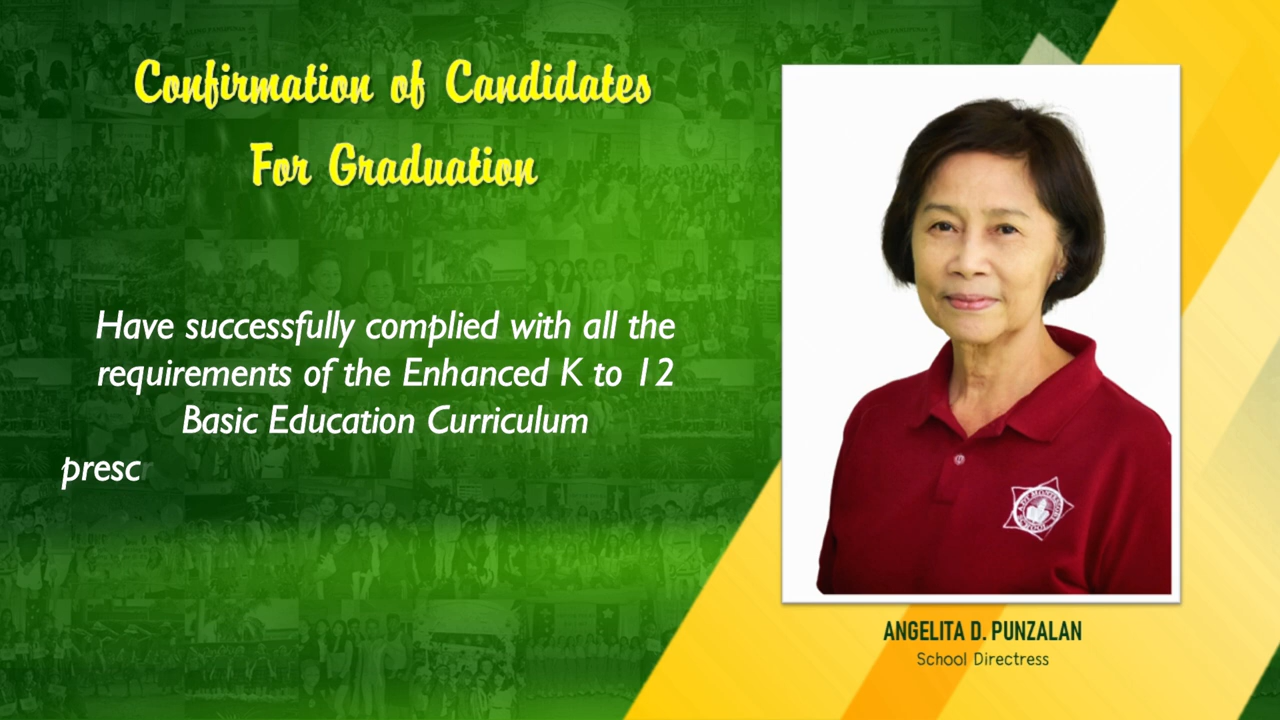 Confirmation of Candidates
For Graduation
Have successfully complied with all the
requirements of the Enhanced K to 12
Basic Education Curriculum
presc
ANGELITA D. PUNZALAN
School Directress